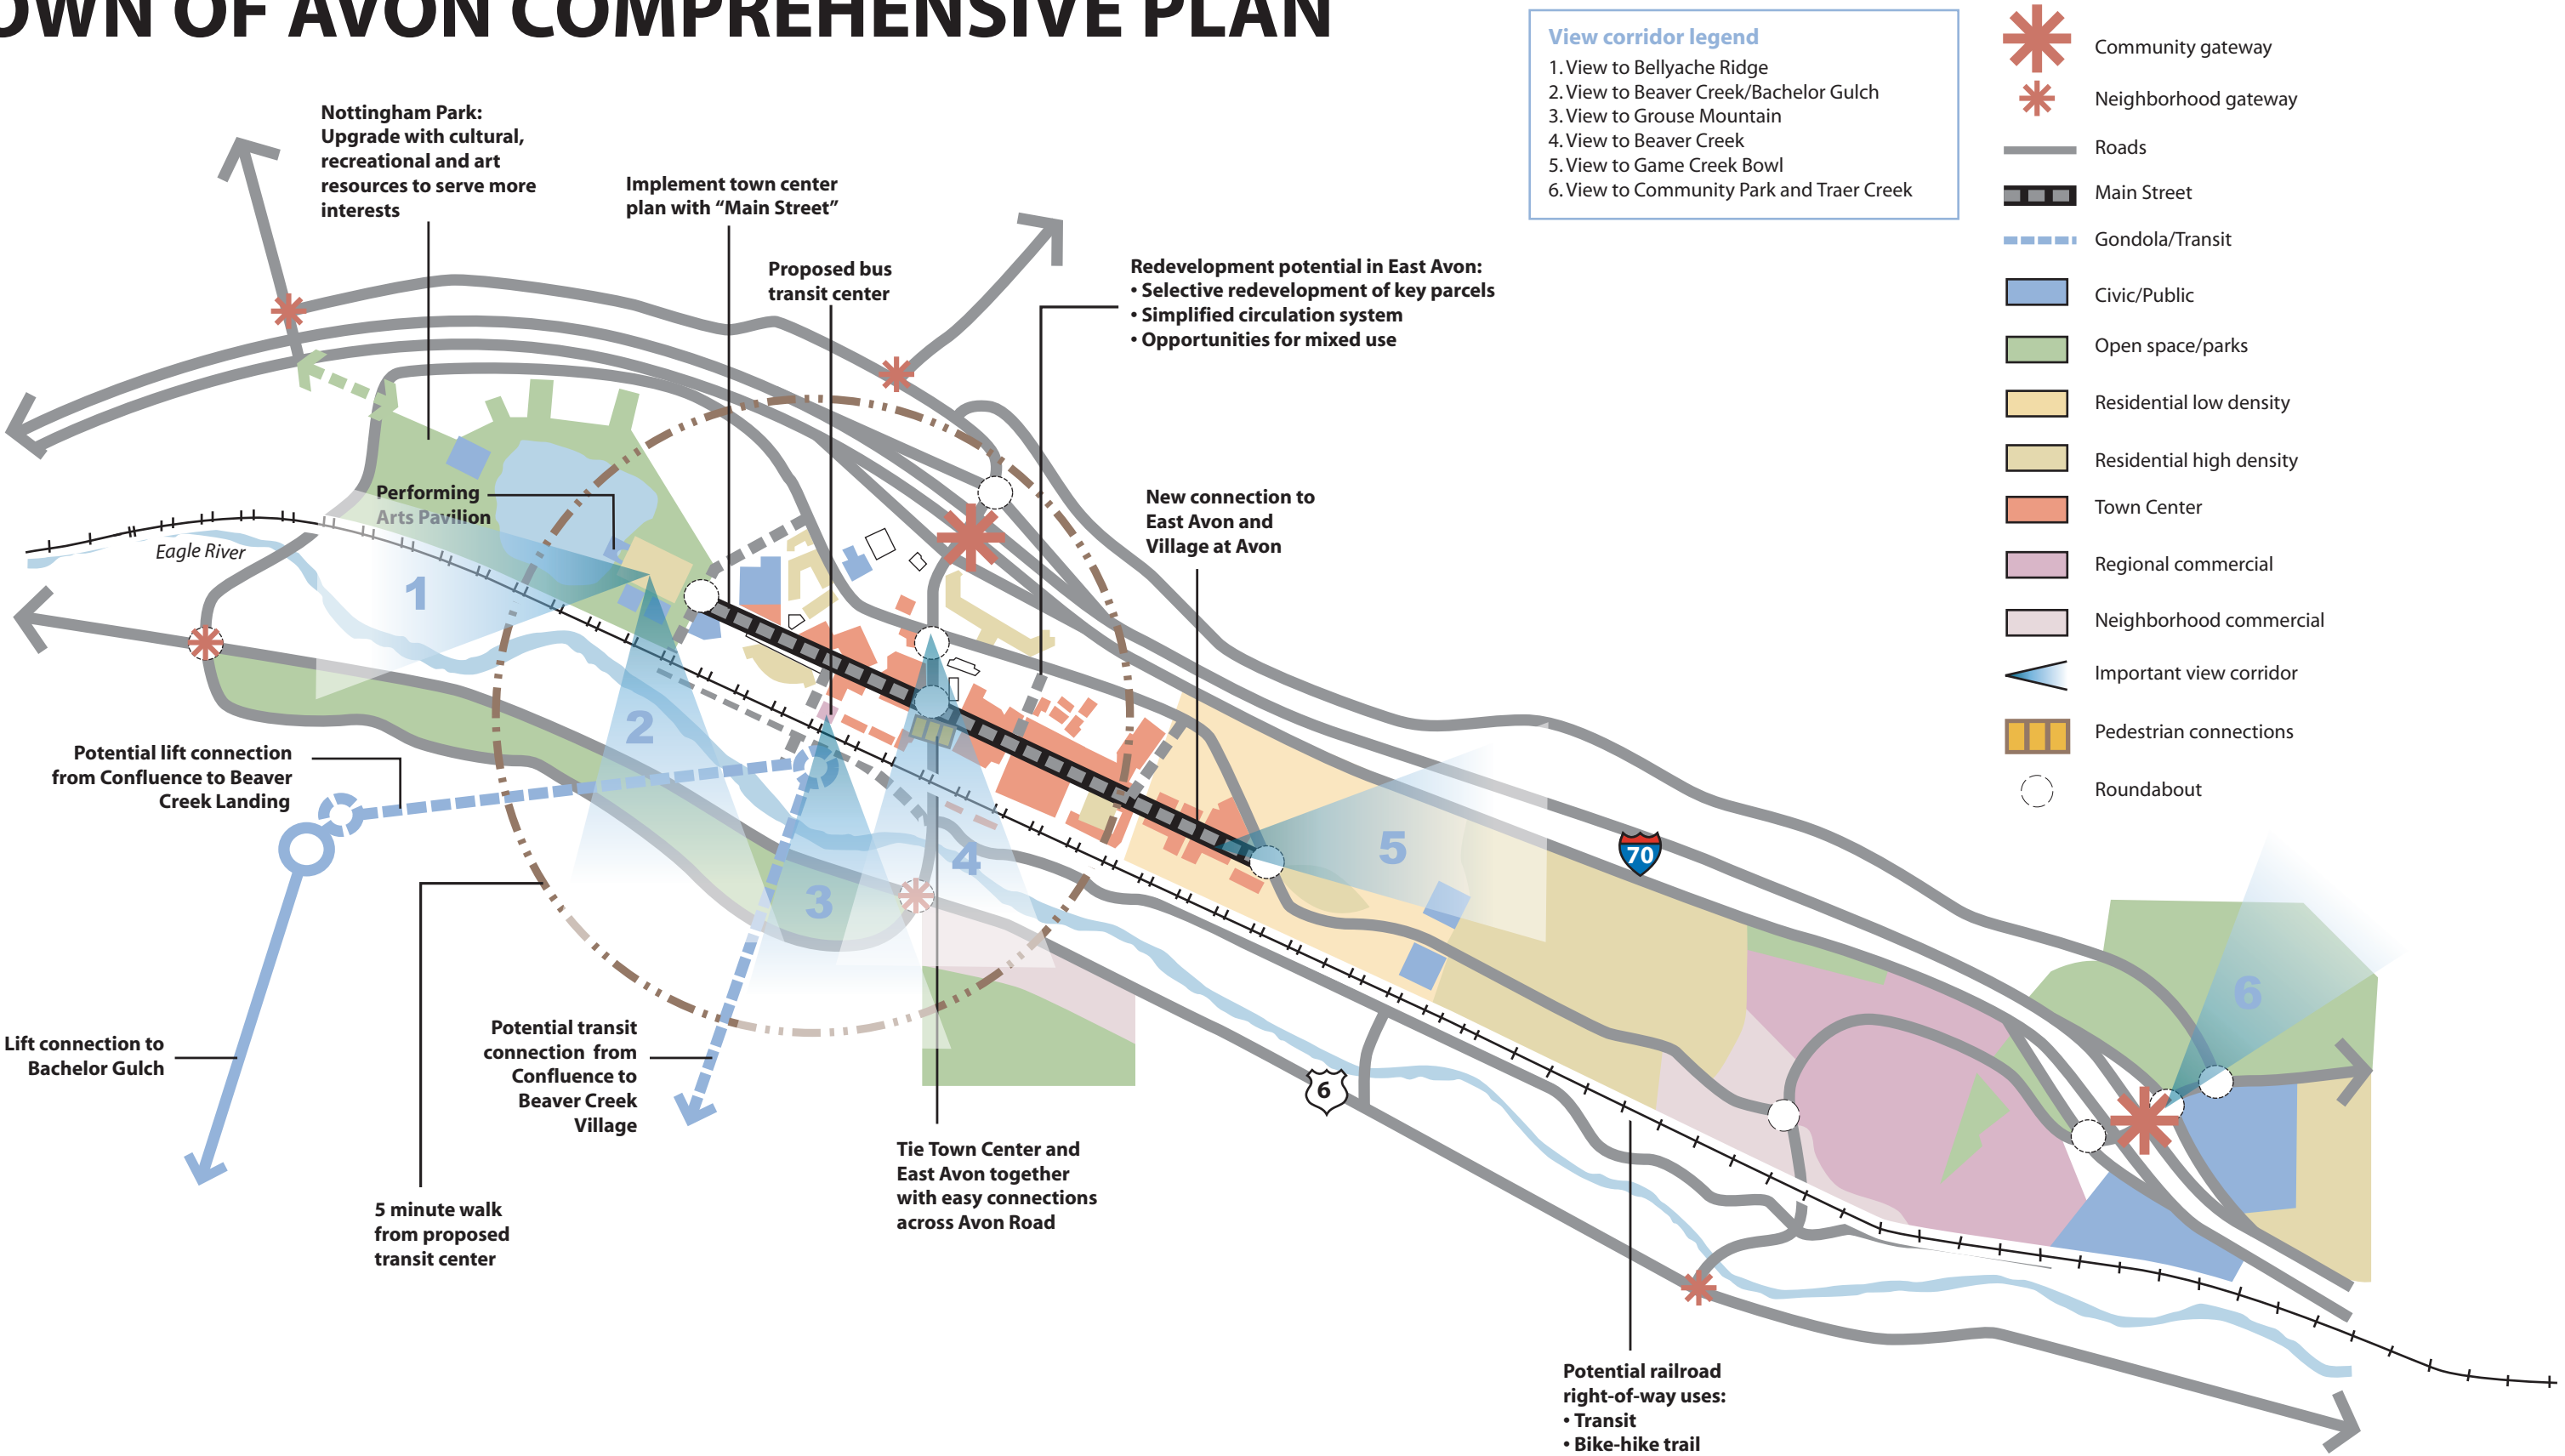 OWN OF AVON COMPREHENSIVE PLAN
View corridor legend
1. View to Bellyache Ridge
2. View to Beaver Creek/Bachelor Gulch
3. View to Grouse Mountain
4. View to Beaver Creek
5. View to Game Creek Bowl
6. View to Community Park and Traer Creek
Community gateway
Neighborhood gateway
Roads
Main Street
Gondola/Transit
Civic/Public
Open space/parks
Residential low density
Residential high density
Town Center
Regional commercial
Neighborhood commercial
Important view corridor
Pedestrian connections
Roundabout
Nottingham Park:
Upgrade with cultural,
recreational and art
resources to serve more
interests
Implement town center
plan with “Main Street”
Proposed bus
transit center
Redevelopment potential in East Avon:
• Selective redevelopment of key parcels
• Simplified circulation system
• Opportunities for mixed use
Performing
Arts Pavilion
New connection to
East Avon and
Village at Avon
Eagle River
1
2
3
4
5
6
70
6
Potential lift connection
from Confluence to Beaver
Creek Landing
Lift connection to
Bachelor Gulch
Potential transit
connection from
Confluence to
Beaver Creek
Village
5 minute walk
from proposed
transit center
Tie Town Center and
East Avon together
with easy connections
across Avon Road
Potential railroad
right-of-way uses:
• Transit
• Bike-hike trail